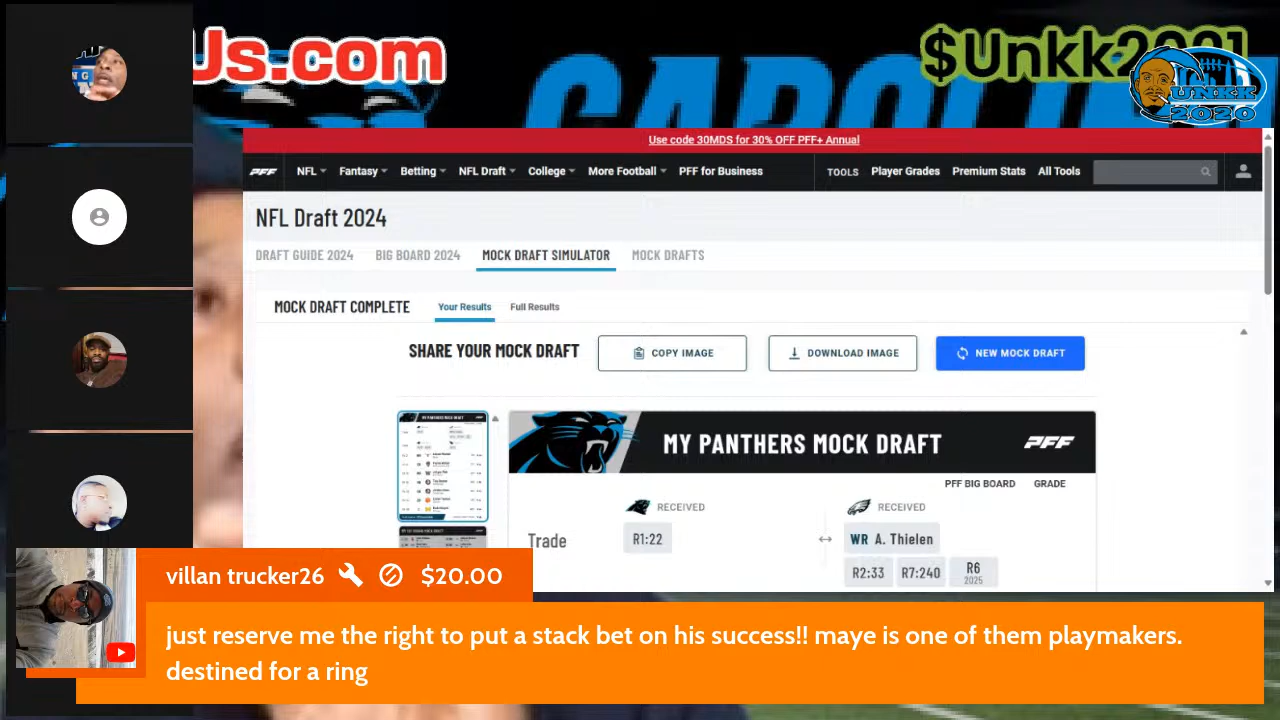 Us.com
$Unkk2021
UNKK
2020
CAROLIN
Use code 30MDS for 30% OFF PFF+ Annual
PFF NFL Fantasy Betting NFL Draft College More Football PFF for Business TOOLS Player Grades Premium Stats All Tools
NFL Draft 2024
DRAFT GUIDE 2024 BIG BOARD 2024 MOCK DRAFT SIMULATOR MOCK DRAFTS
MOCK DRAFT COMPLETE Your Results Full Results
SHARE YOUR MOCK DRAFT COPY IMAGE DOWNLOAD IMAGE NEW MOCK DRAFT
MY PANTHERS MOCK DRAFT PFF
PFF BIG BOARD GRADE
RECEIVED RECEIVED
Trade R1:22 WR A. Thielen
R2:33 R7:240 R6 2025
villan trucker26 $20.00
just reserve me the right to put a stack bet on his success!! maye is one of them playmakers.
destined for a ring